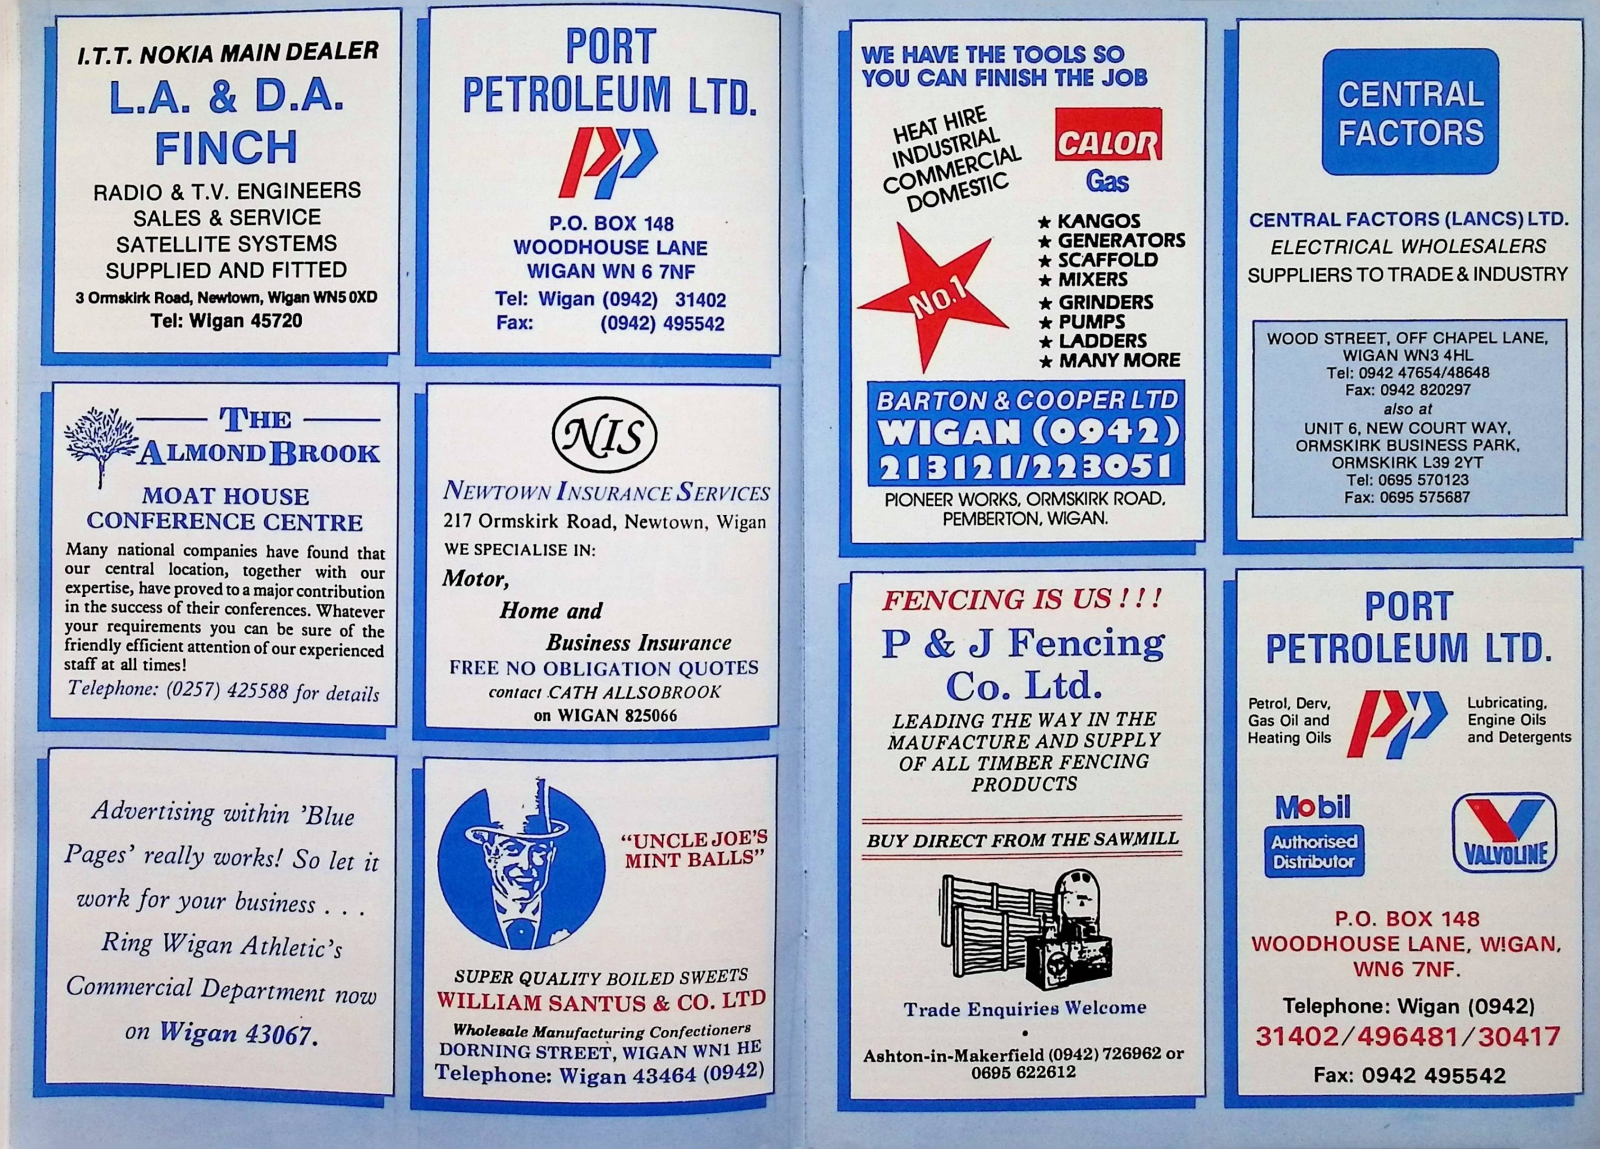 I.T.T. NOKIA MAIN DEALER
L.A. & D.A.
FINCH
RADIO & T.V. ENGINEERS
SALES & SERVICE
SATELLITE SYSTEMS
SUPPLIED AND FITTED
3 Ormskirk Road, Newtown, Wigan WN5 0XD
Tel: Wigan 45720
PORT
PETROLEUM LTD.
P.O. BOX 148
WOODHOUSE LANE
WIGAN WN 6 7NF
Tel: Wigan (0942) 31402
Fax: (0942) 495542
THE
ALMOND BROOK
MOAT HOUSE
CONFERENCE CENTRE
Many national companies have found that
our central location, together with our
expertise, have proved to a major contribution
in the success of their conferences. Whatever
your requirements you can be sure of the
friendly efficient attention of our experienced
staff at all times!
Telephone: (0257) 425588 for details
NIS
NEWTOWN INSURANCE SERVICES
217 Ormskirk Road, Newtown, Wigan
WE SPECIALISE IN:
Motor,
Home and
Business Insurance
FREE NO OBLIGATION QUOTES
contact CATH ALLSOBROOK
on WIGAN 825066
Advertising within 'Blue
Pages' really works! So let it
work for your business . . .
Ring Wigan Athletic's
Commercial Department now
on Wigan 43067.
"UNCLE JOE'S
MINT BALLS"
SUPER QUALITY BOILED SWEETS
WILLIAM SANTUS & CO. LTD
Wholesale Manufacturing Confectioners
DORNING STREET, WIGAN WN1 HE
Telephone: Wigan 43464 (0942)
WE HAVE THE TOOLS SO
YOU CAN FINISH THE JOB
HEAT HIRE
INDUSTRIAL
COMMERCIAL
DOMESTIC
CALOR
Gas
No.1
★ KANGOS
★ GENERATORS
★ SCAFFOLD
★ MIXERS
★ GRINDERS
★ PUMPS
★ LADDERS
★ MANY MORE
BARTON & COOPER LTD
WIGAN (0942)
213121/223051
PIONEER WORKS, ORMSKIRK ROAD,
PEMBERTON, WIGAN.
CENTRAL
FACTORS
CENTRAL FACTORS (LANCS) LTD.
ELECTRICAL WHOLESALERS
SUPPLIERS TO TRADE & INDUSTRY
WOOD STREET, OFF CHAPEL LANE,
WIGAN WN3 4HL
Tel: 0942 47654/48648
Fax: 0942 820297
also at
UNIT 6, NEW COURT WAY,
ORMSKIRK BUSINESS PARK,
ORMSKIRK L39 2YT
Tel: 0695 570123
Fax: 0695 575687
FENCING IS US ! ! !
P & J Fencing
Co. Ltd.
LEADING THE WAY IN THE
MAUFACTURE AND SUPPLY
OF ALL TIMBER FENCING
PRODUCTS
BUY DIRECT FROM THE SAWMILL
Trade Enquiries Welcome
•
Ashton-in-Makerfield (0942) 726962 or
0695 622612
PORT
PETROLEUM LTD.
Petrol, Derv,
Gas Oil and
Heating Oils
Lubricating,
Engine Oils
and Detergents
Mobil
Authorised
Distributor
VALVOLINE
P.O. BOX 148
WOODHOUSE LANE, WIGAN,
WN6 7NF.
Telephone: Wigan (0942)
31402/496481/30417
Fax: 0942 495542